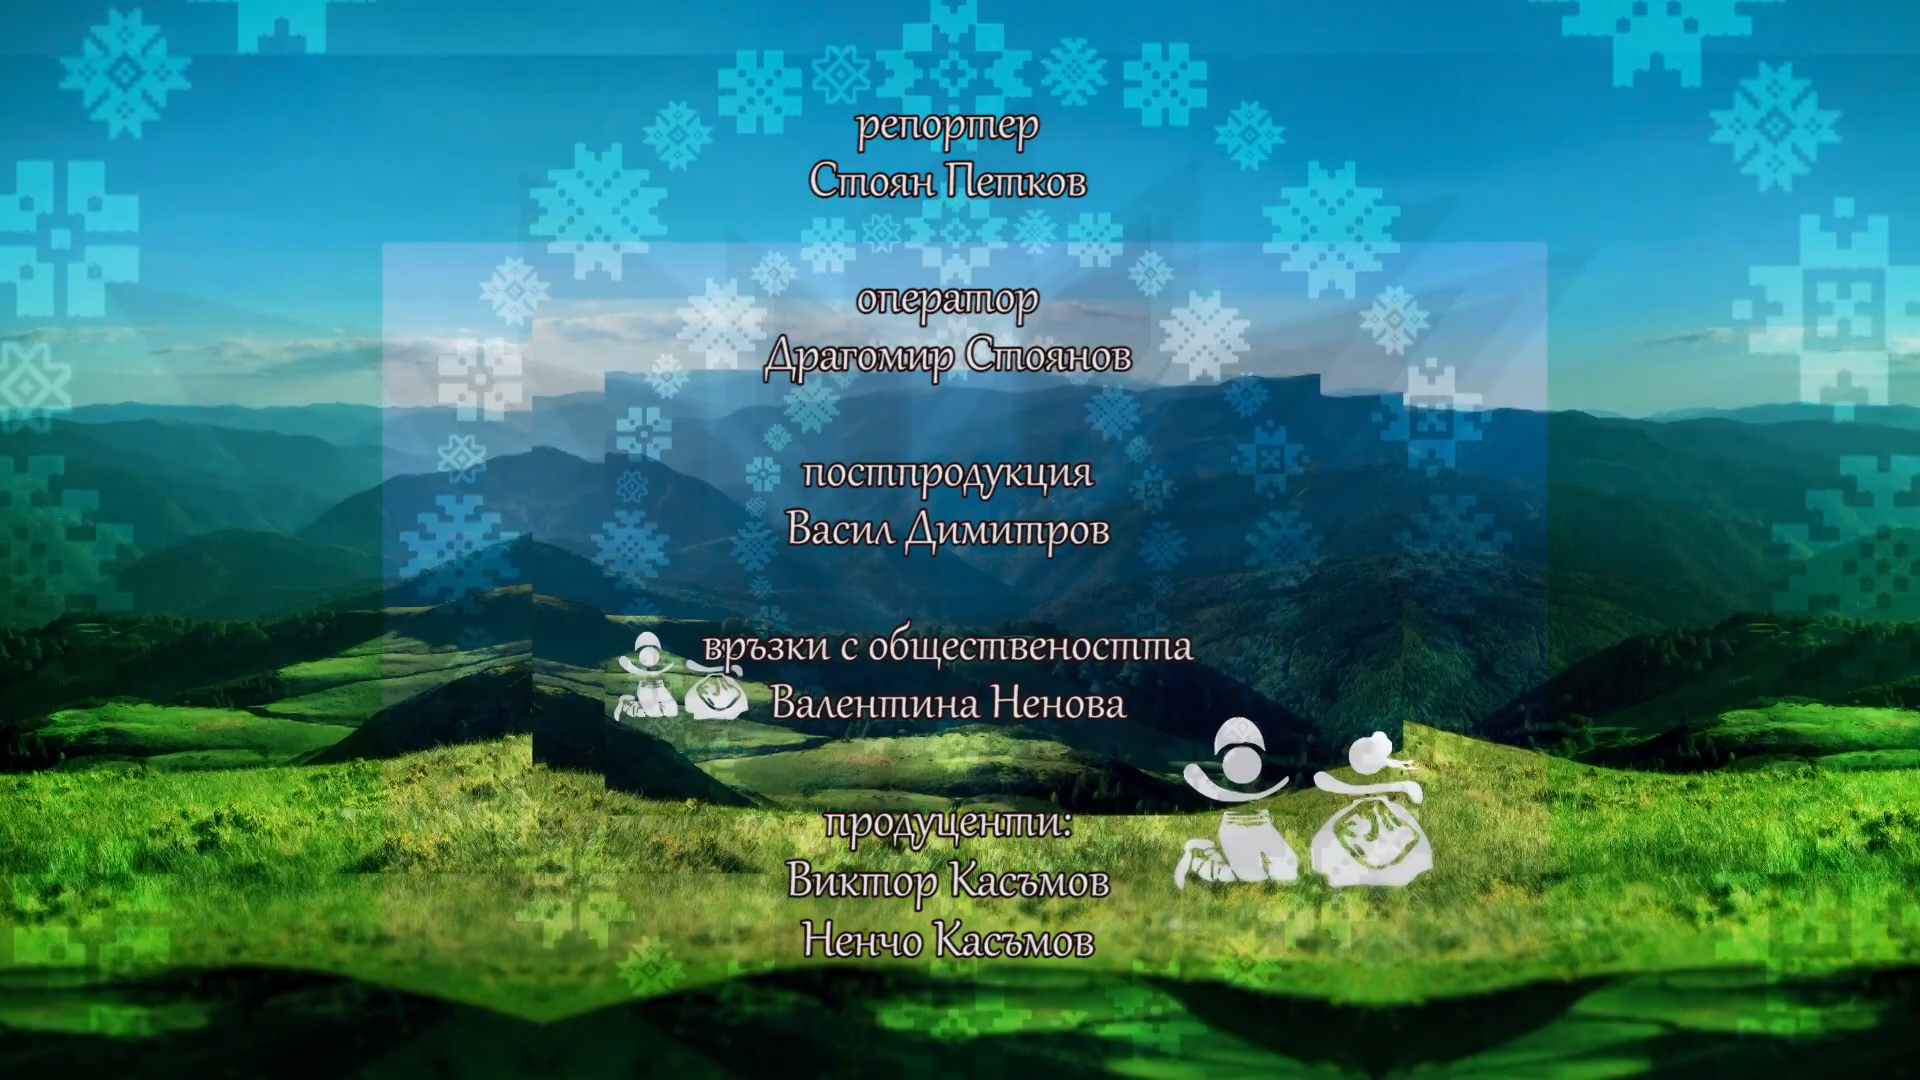 репортер
Стоян Петков
оператор
Драгомир Стоянов
постпродукция
Васил Димитров
връзки с обществеността
Валентина Ненова
продуценти:
Виктор Касъмов
Ненчо Касъмов